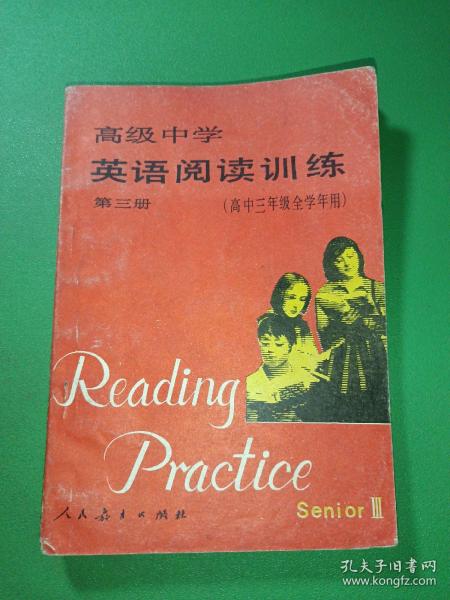 高级中学
英语阅读训练
第三册
(高中三年级全学年用)
Reading
Practice
Senior Ⅲ
人民教育出版社
孔夫子旧书网
www.kongfz.com